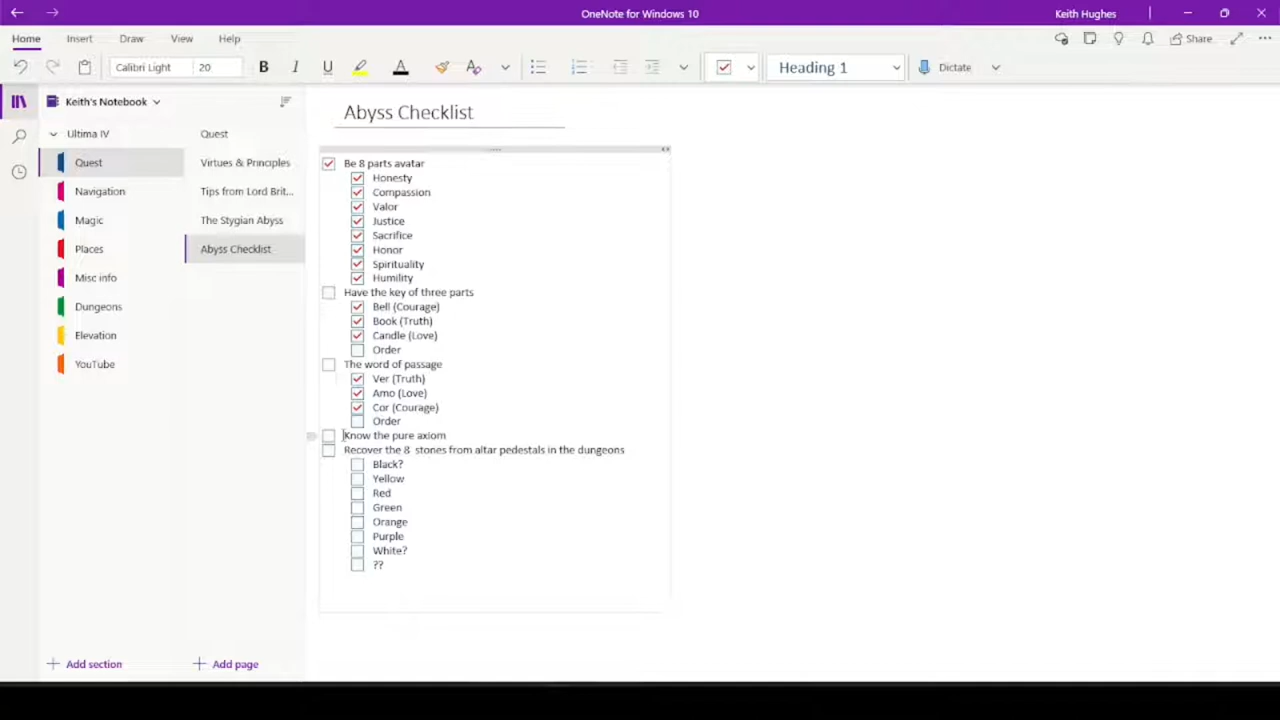 OneNote for Windows 10
Keith Hughes
Home
Insert
Draw
View
Help
Share
Calibri Light
20
B
I
U
A
Heading 1
Dictate
Keith's Notebook
Ultima IV
Quest
Navigation
Magic
Places
Misc info
Dungeons
Elevation
YouTube
Add section
Quest
Virtues & Principles
Tips from Lord Brit...
The Stygian Abyss
Abyss Checklist
Add page
Abyss Checklist
Be 8 parts avatar
Honesty
Compassion
Valor
Justice
Sacrifice
Honor
Spirituality
Humility
Have the key of three parts
Bell (Courage)
Book (Truth)
Candle (Love)
Order
The word of passage
Ver (Truth)
Amo (Love)
Cor (Courage)
Order
Know the pure axiom
Recover the 8 stones from altar pedestals in the dungeons
Black?
Yellow
Red
Green
Orange
Purple
White?
??